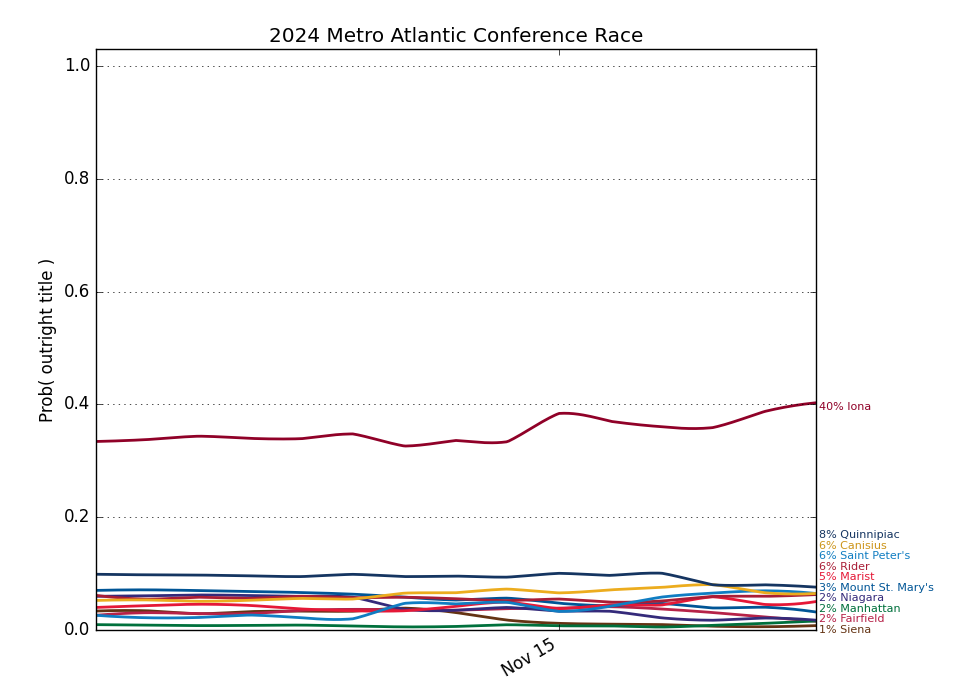 2024 Metro Atlantic Conference Race
1.0
0.8
0.6
0.4
0.2
0.0
Prob( outright title )
Nov 15
40% Iona
8% Quinnipiac
6% Canisius
6% Saint Peter's
6% Rider
5% Marist
3% Mount St. Mary's
2% Niagara
2% Manhattan
2% Fairfield
1% Siena